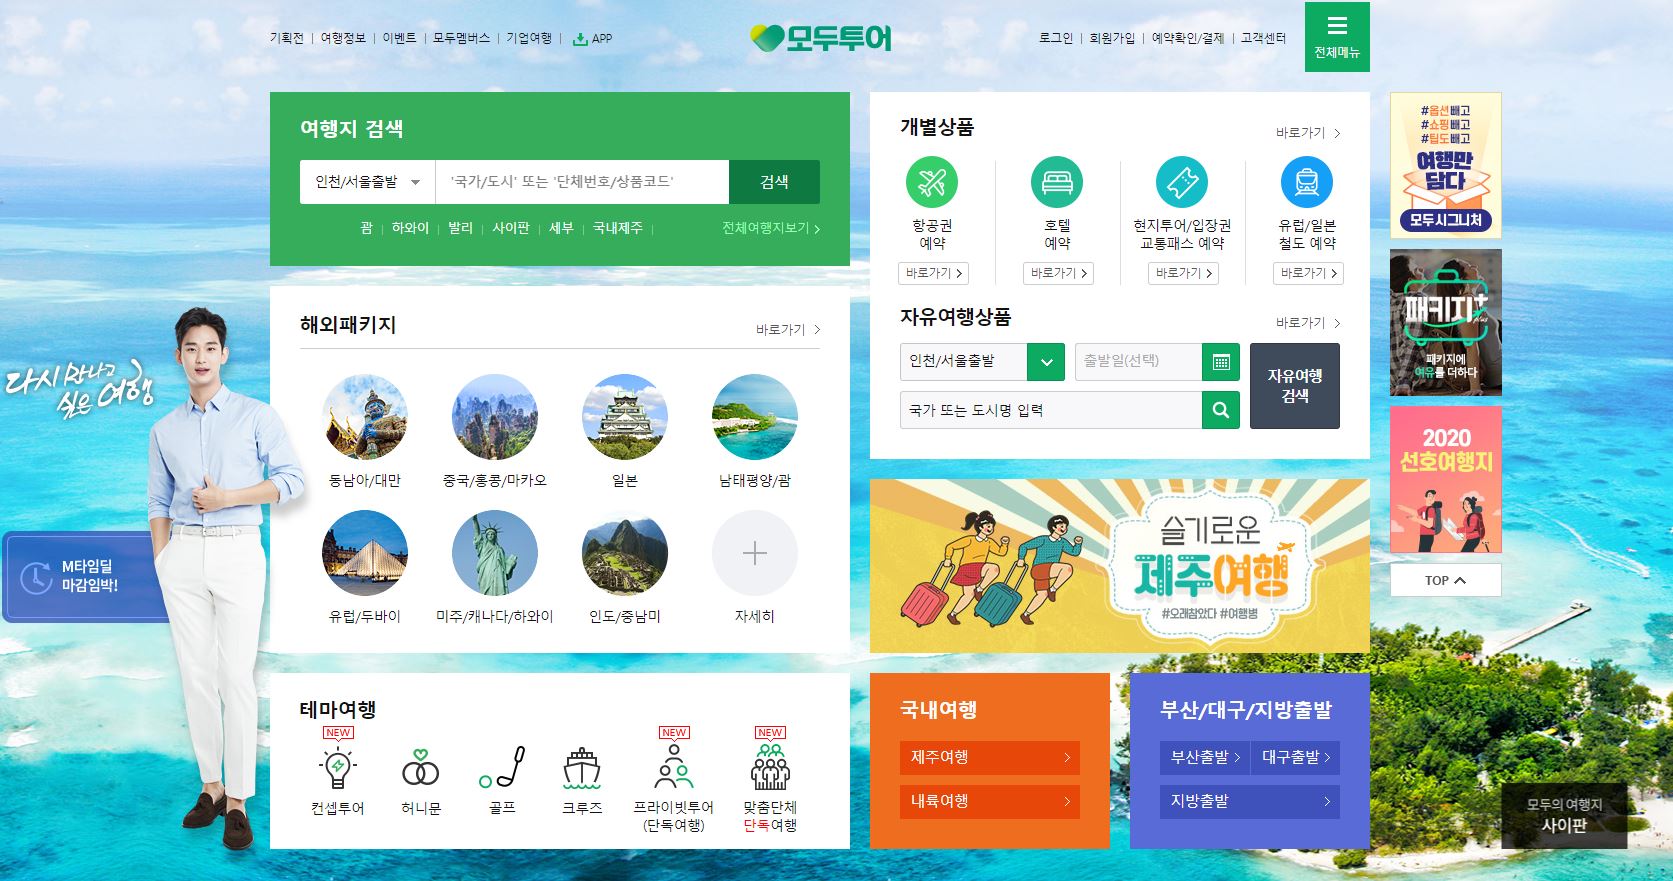 기획전 | 여행정보 | 이벤트 | 모두멤버스 | 기업여행 | APP
모두투어
로그인 | 회원가입 | 예약확인/결제 | 고객센터
전체메뉴
여행지 검색
인천/서울출발
'국가/도시' 또는 '단체번호/상품코드'
검색
괌 | 하와이 | 발리 | 사이판 | 세부 | 국내제주 |
전체여행지보기
해외패키지
바로가기
동남아/대만
중국/홍콩/마카오
일본
남태평양/괌
유럽/두바이
미주/캐나다/하와이
인도/중남미
자세히
테마여행
컨셉투어
NEW
허니문
골프
크루즈
NEW
프라이빗투어
(단독여행)
NEW
맞춤단체
단독여행
개별상품
바로가기
항공권
예약
바로가기
호텔
예약
바로가기
현지투어/입장권
교통패스 예약
바로가기
유럽/일본
철도 예약
바로가기
자유여행상품
바로가기
인천/서울출발
출발일(선택)
국가 또는 도시명 입력
자유여행
검색
슬기로운
제주여행
#오래참았다 #여행병
국내여행
제주여행
내륙여행
부산/대구/지방출발
부산출발
대구출발
지방출발
다시 만나고
싶은 여행
M타임딜
마감임박!
#옵션빼고
#쇼핑빼고
#팁도빼고
여행만
담다
모두시그니처
패키지+
plus
패키지에
여유를 더하다
2020
선호여행지
TOP
모두의 여행지
사이판